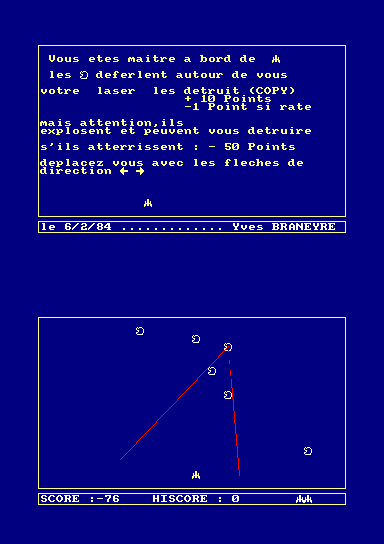 Vous etes maitre a bord de
les deferlent autour de vous
votre laser les detruit (COPY)
+ 10 Points
-1 Point si rate
mais attention,ils
explosent et peuvent vous detruire
s'ils atterrissent : - 50 Points
deplacez vous avec les fleches de
direction ← →
le 6/2/84 ............. Yves BRANEYRE
SCORE :-76 HISCORE : 0